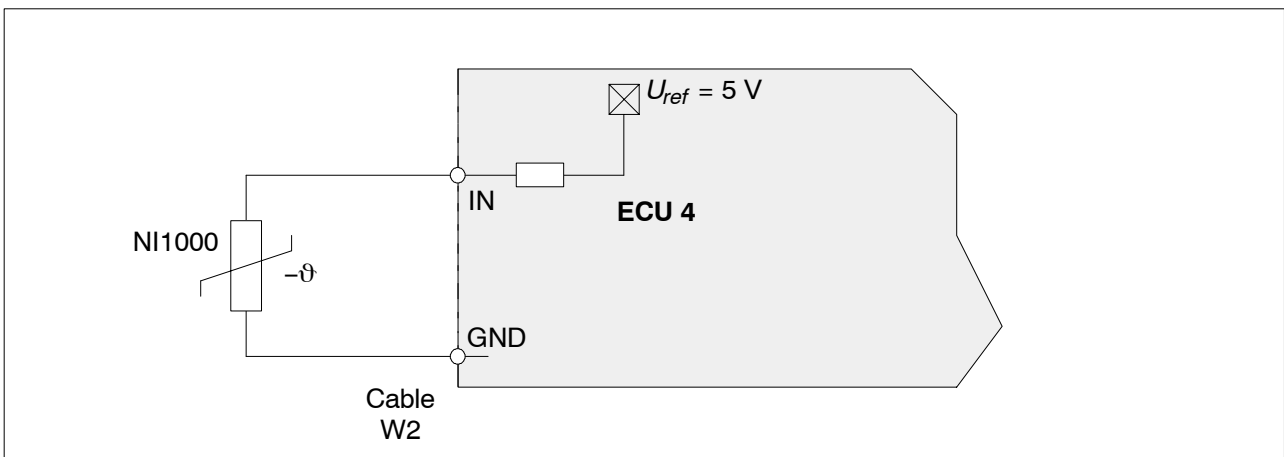 U_ref = 5 V
IN
ECU 4
NI1000
–ϑ
GND
Cable
W2